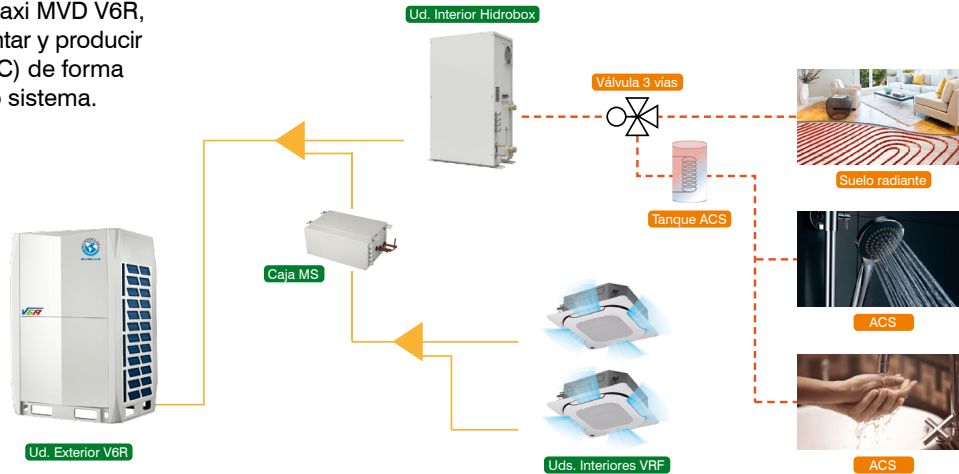 axi MVD V6R,
ntar y producir
C) de forma
o sistema.
Ud. Interior Hidrobox
Válvula 3 vías
Suelo radiante
Tanque ACS
Caja MS
ACS
V6R
Ud. Exterior V6R
Uds. Interiores VRF
ACS